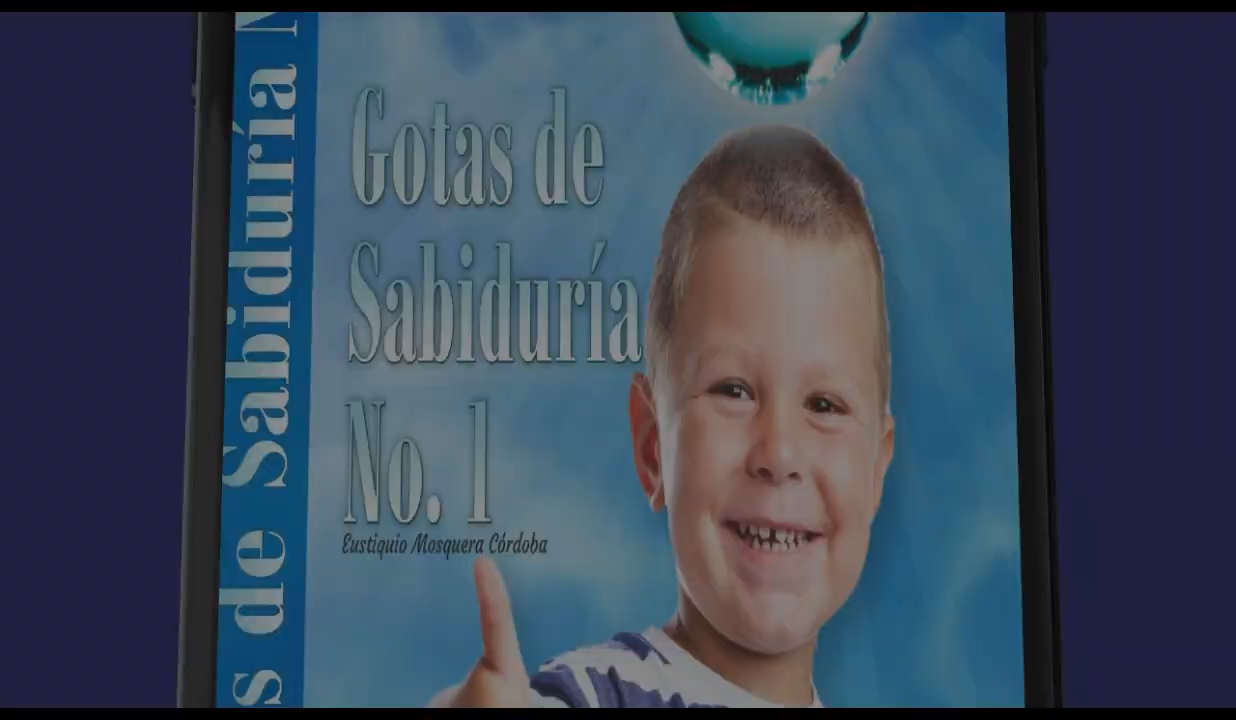 s de Sabiduría N
Gotas de
Sabiduría
No. 1
Eustiquio Mosquera Córdoba